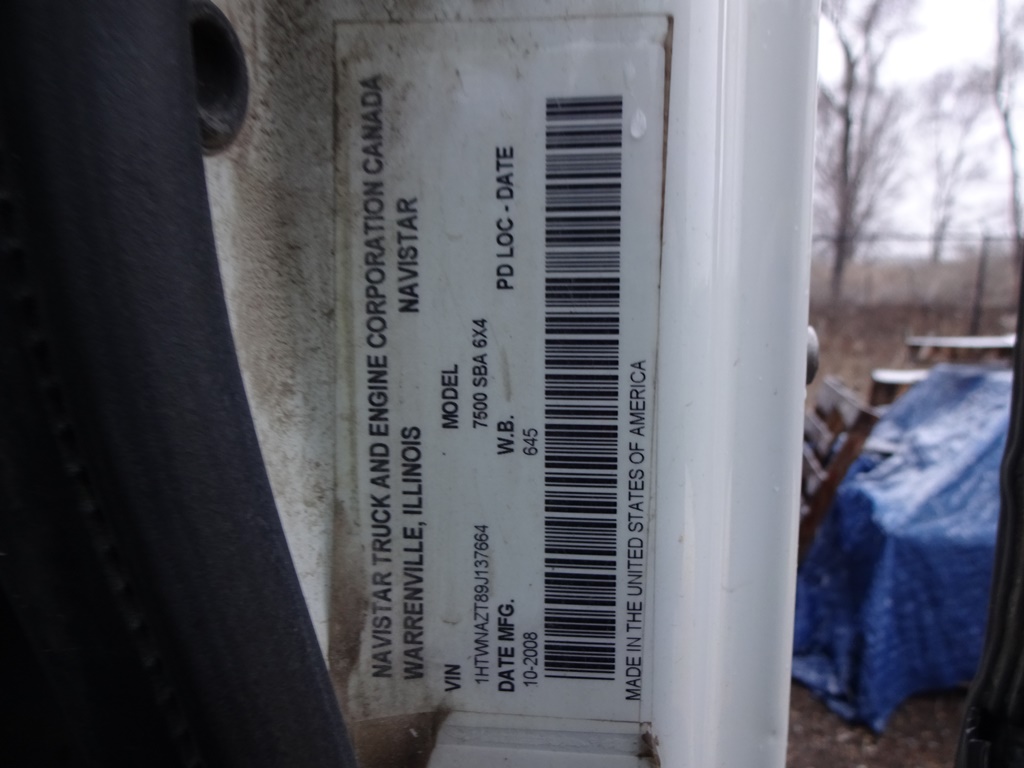 NAVISTAR TRUCK AND ENGINE CORPORATION CANADA
WARRENVILLE, ILLINOIS NAVISTAR
VIN MODEL
1HTWNAZT89J137664 7500 SBA 6X4
DATE MFG. W.B. PD LOC - DATE
10-2008 645
MADE IN THE UNITED STATES OF AMERICA